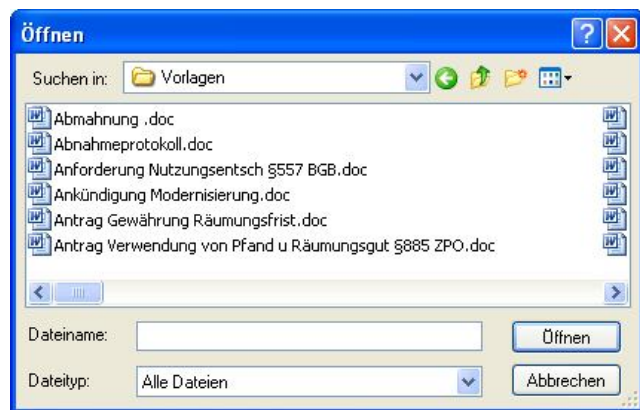 Öffnen
Suchen in: Vorlagen
Abmahnung .doc
Abnahmeprotokoll.doc
Anforderung Nutzungsentsch §557 BGB.doc
Ankündigung Modernisierung.doc
Antrag Gewährung Räumungsfrist.doc
Antrag Verwendung von Pfand u Räumungsgut §885 ZPO.doc
Dateiname: Öffnen
Dateityp: Alle Dateien Abbrechen